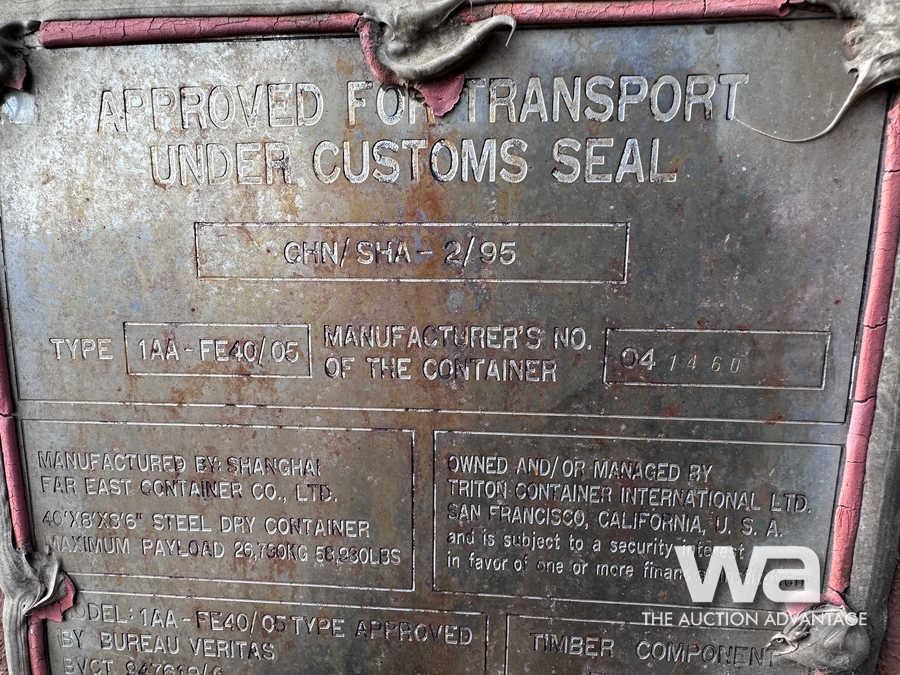 APPROVED FOR TRANSPORT
UNDER CUSTOMS SEAL
CHN/SHA-2/95
TYPE 1AA-FE40/05 MANUFACTURER'S NO. OF THE CONTAINER 04 1460
MANUFACTURED BY: SHANGHAI
FAR EAST CONTAINER CO., LTD.
40'X8'X8'6" STEEL DRY CONTAINER
MAXIMUM PAYLOAD 26,730KG 58,930LBS
OWNED AND/OR MANAGED BY
TRITON CONTAINER INTERNATIONAL LTD.
SAN FRANCISCO, CALIFORNIA, U. S. A.
and is subject to a security interest
in favor of one or more
MODEL: 1AA-FE40/05 TYPE APPROVED
BY BUREAU VERITAS
BVCT
TIMBER COMPONENT
wa
THE AUCTION ADVANTAGE